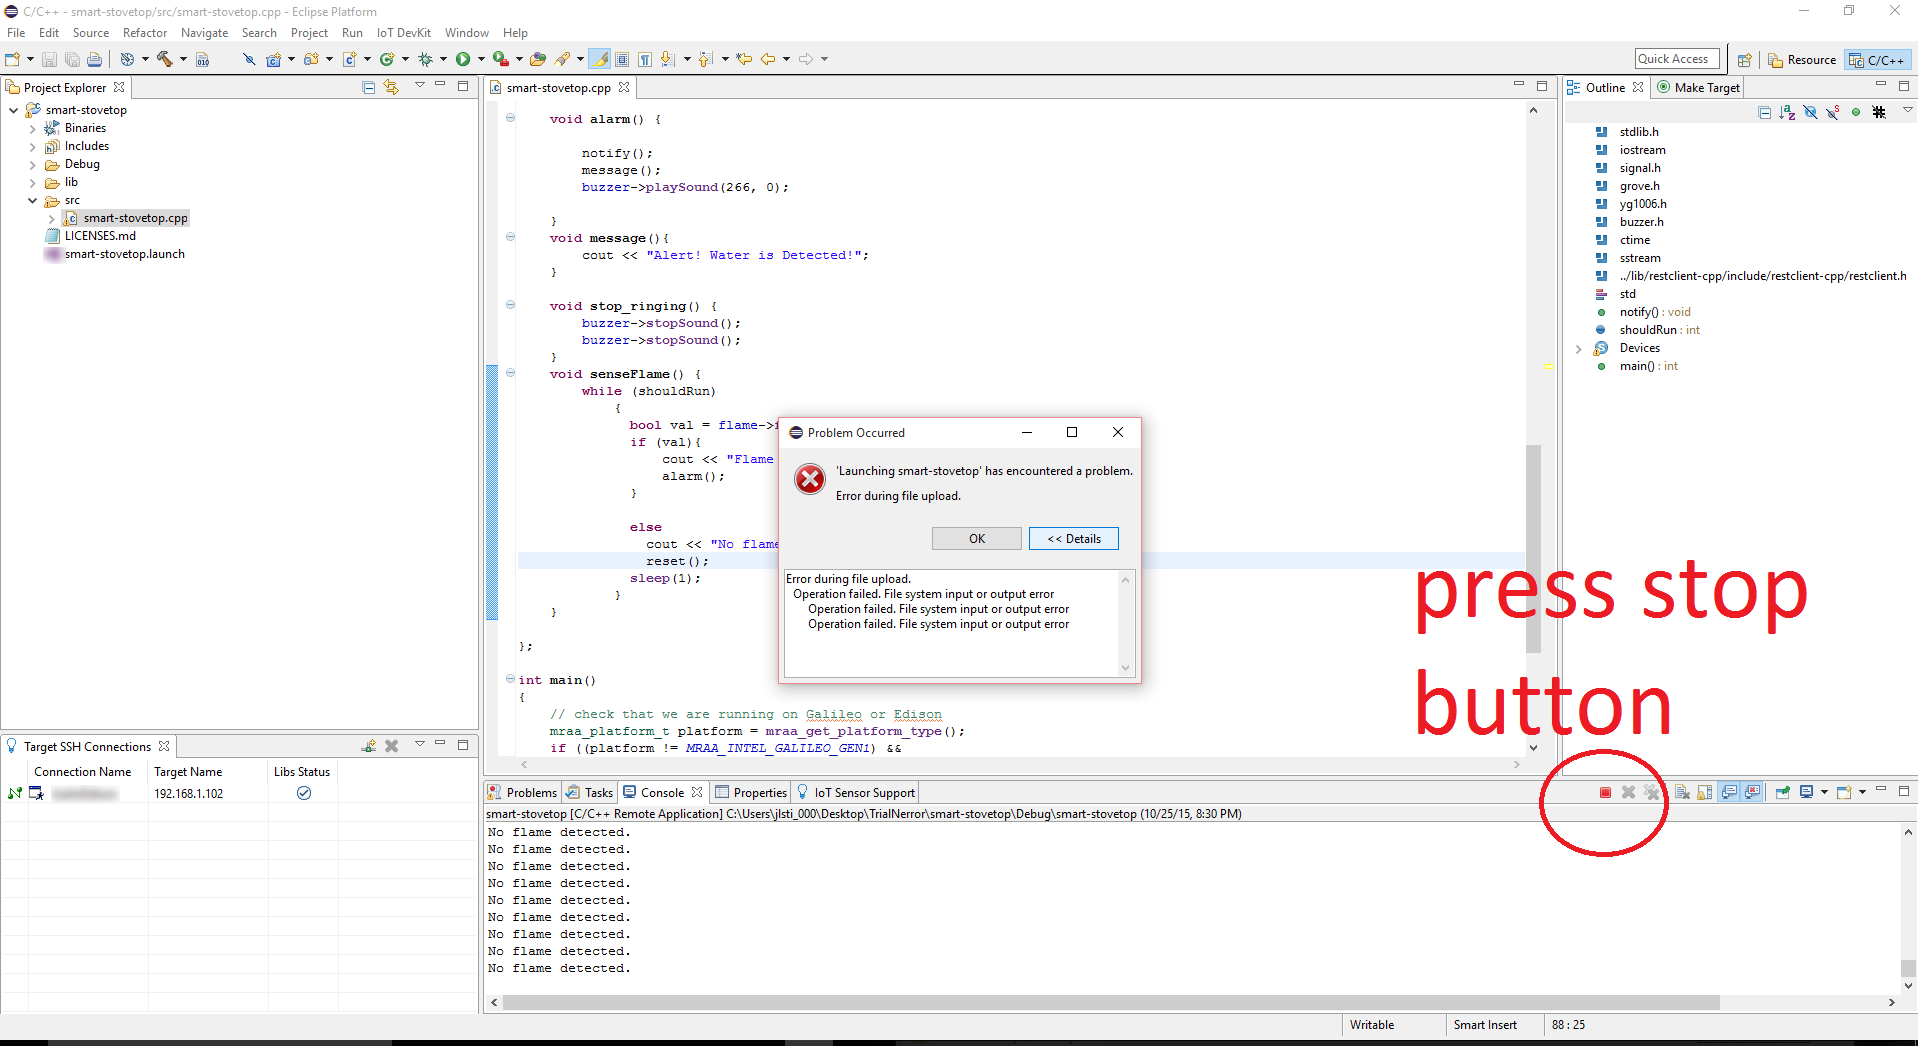 C/C++ - smart-stovetop/src/smart-stovetop.cpp - Eclipse Platform
File Edit Source Refactor Navigate Search Project Run IoT DevKit Window Help
Quick Access
Resource
C/C++
Project Explorer
smart-stovetop
Binaries
Includes
Debug
lib
src
smart-stovetop.cpp
LICENSES.md
smart-stovetop.launch
smart-stovetop.cpp
void alarm() {
notify();
message();
buzzer->playSound(266, 0);
}
void message(){
cout << "Alert! Water is Detected!";
}
void stop_ringing() {
buzzer->stopSound();
buzzer->stopSound();
}
void senseFlame() {
while (shouldRun)
{
bool val = flame->
if (val){
cout << "Flame
alarm();
}
else
cout << "No flame
reset();
sleep(1);
}
}
};
int main()
{
// check that we are running on Galileo or Edison
mraa_platform_t platform = mraa_get_platform_type();
if ((platform != MRAA_INTEL_GALILEO_GEN1) &&
Problem Occurred
'Launching smart-stovetop' has encountered a problem.
Error during file upload.
OK
<< Details
Error during file upload.
Operation failed. File system input or output error
Operation failed. File system input or output error
Operation failed. File system input or output error
Outline
Make Target
stdlib.h
iostream
signal.h
grove.h
yg1006.h
buzzer.h
ctime
sstream
../lib/restclient-cpp/include/restclient-cpp/restclient.h
std
notify() : void
shouldRun : int
Devices
main() : int
press stop
button
Target SSH Connections
Connection Name Target Name Libs Status
192.168.1.102
Problems Tasks Console Properties IoT Sensor Support
smart-stovetop [C/C++ Remote Application] C:\Users\jlsti_000\Desktop\TrialNerror\smart-stovetop\Debug\smart-stovetop (10/25/15, 8:30 PM)
No flame detected.
No flame detected.
No flame detected.
No flame detected.
No flame detected.
No flame detected.
No flame detected.
No flame detected.
No flame detected.
Writable
Smart Insert
88 : 25